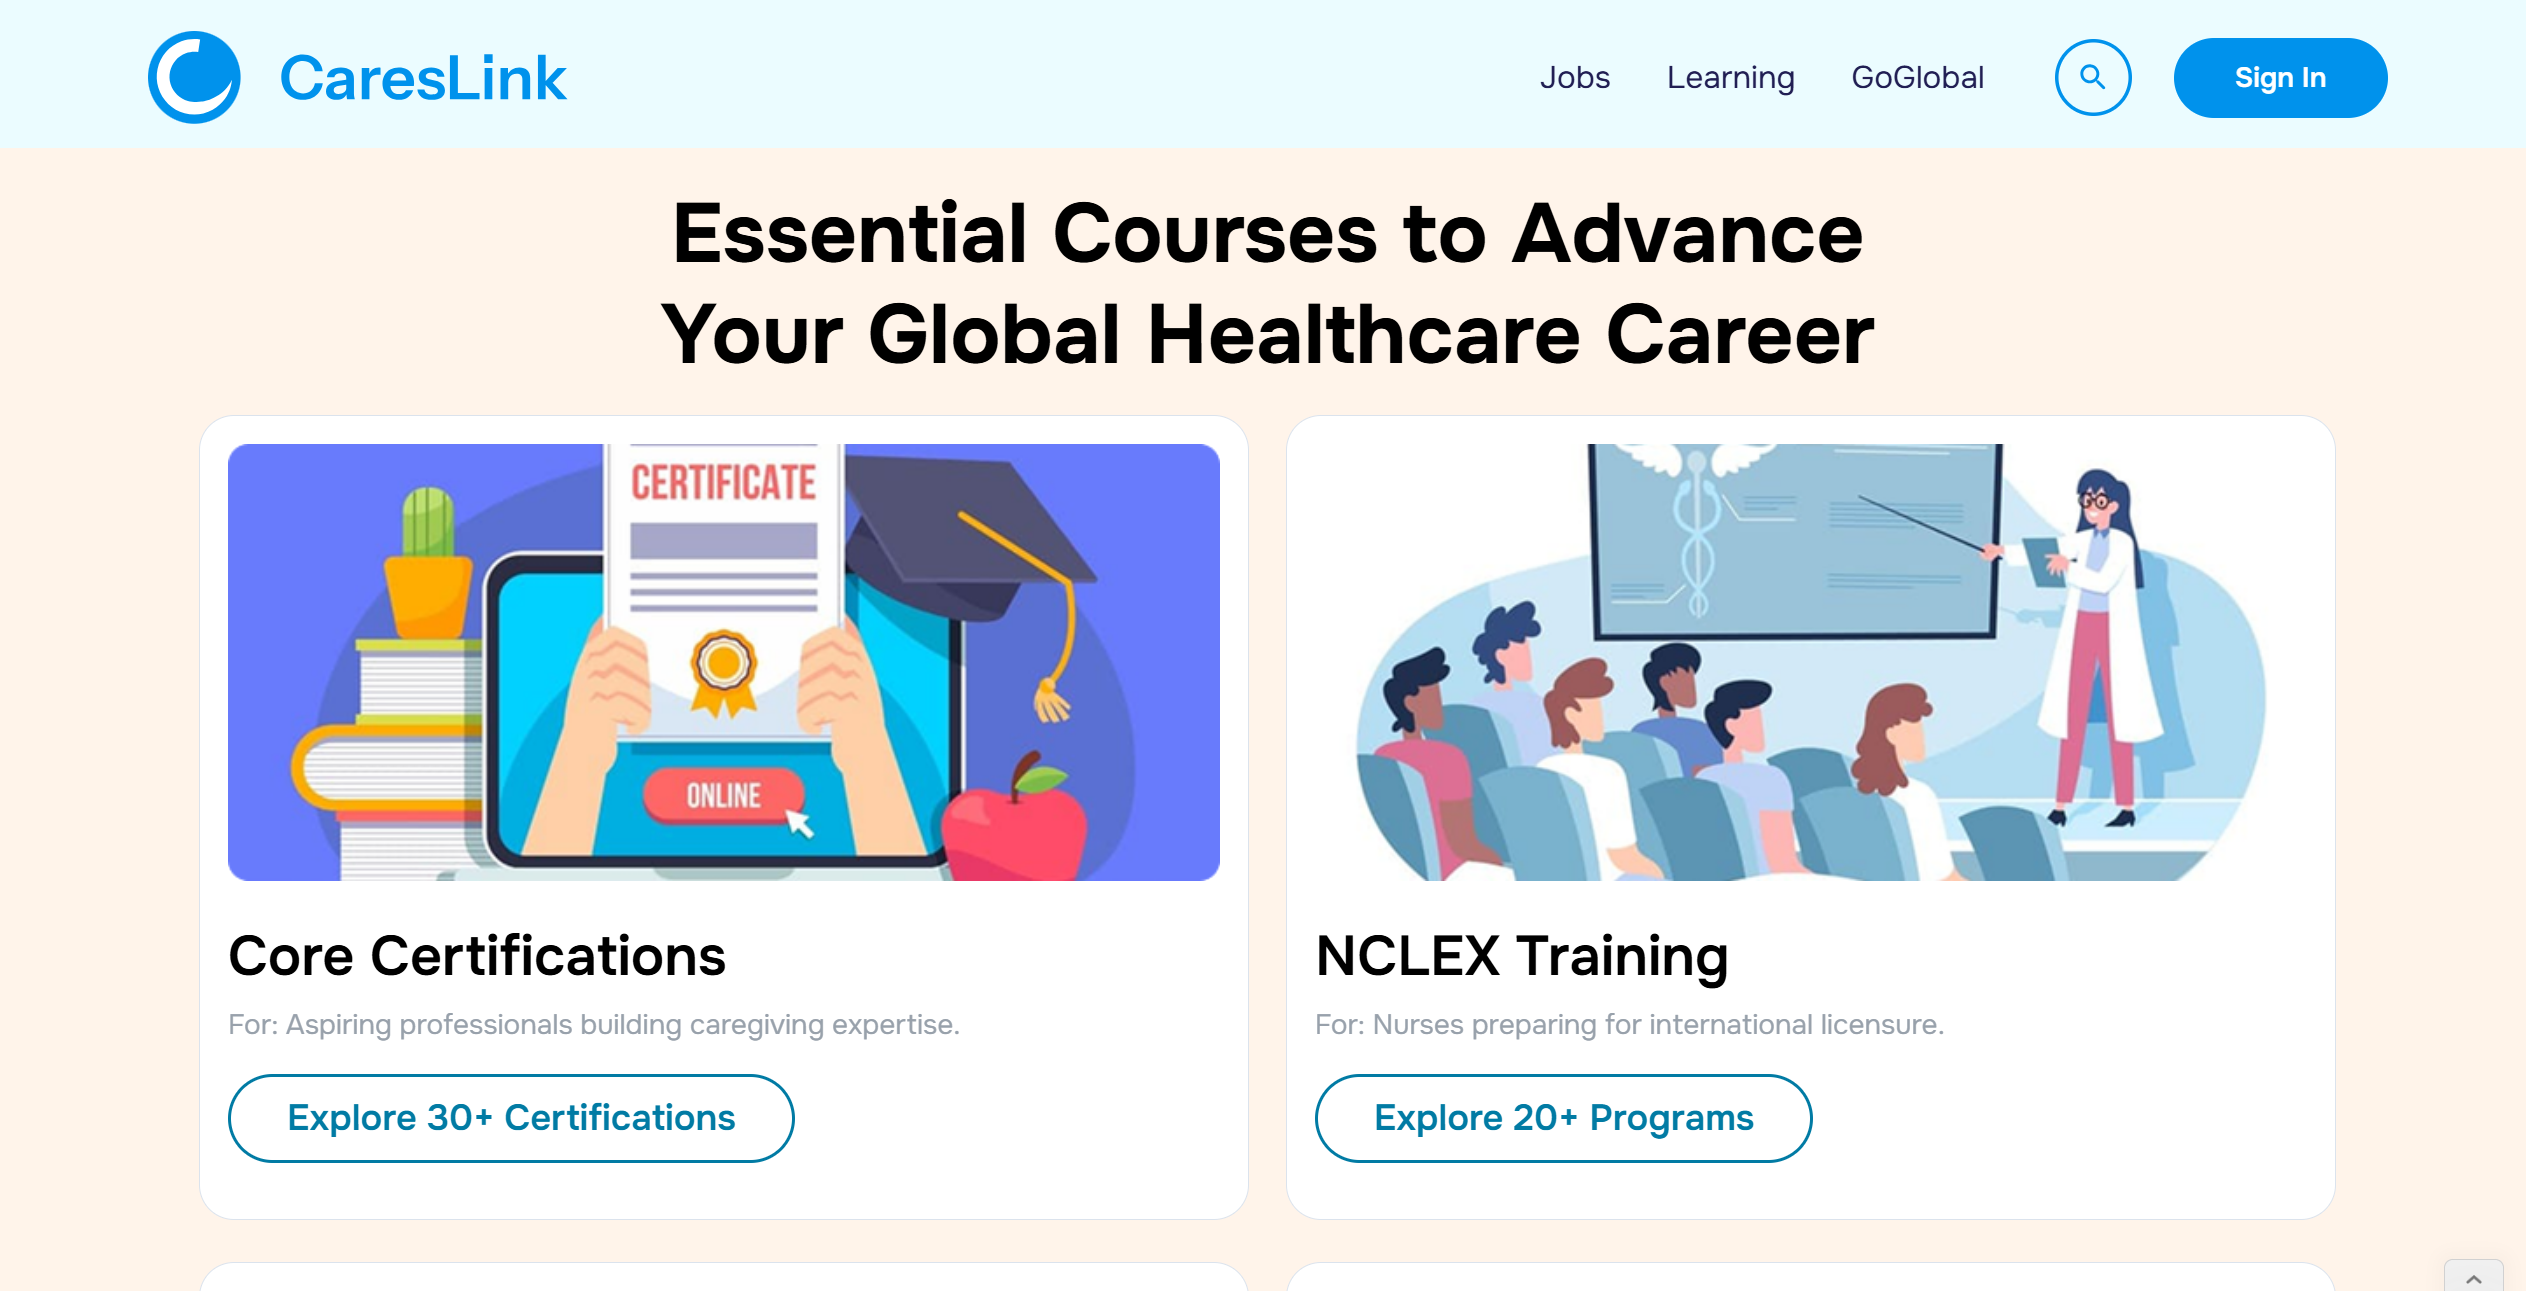 CaresLink
Jobs
Learning
GoGlobal
Sign In
Essential Courses to Advance
Your Global Healthcare Career
CERTIFICATE
ONLINE
Core Certifications
For: Aspiring professionals building caregiving expertise.
Explore 30+ Certifications
NCLEX Training
For: Nurses preparing for international licensure.
Explore 20+ Programs